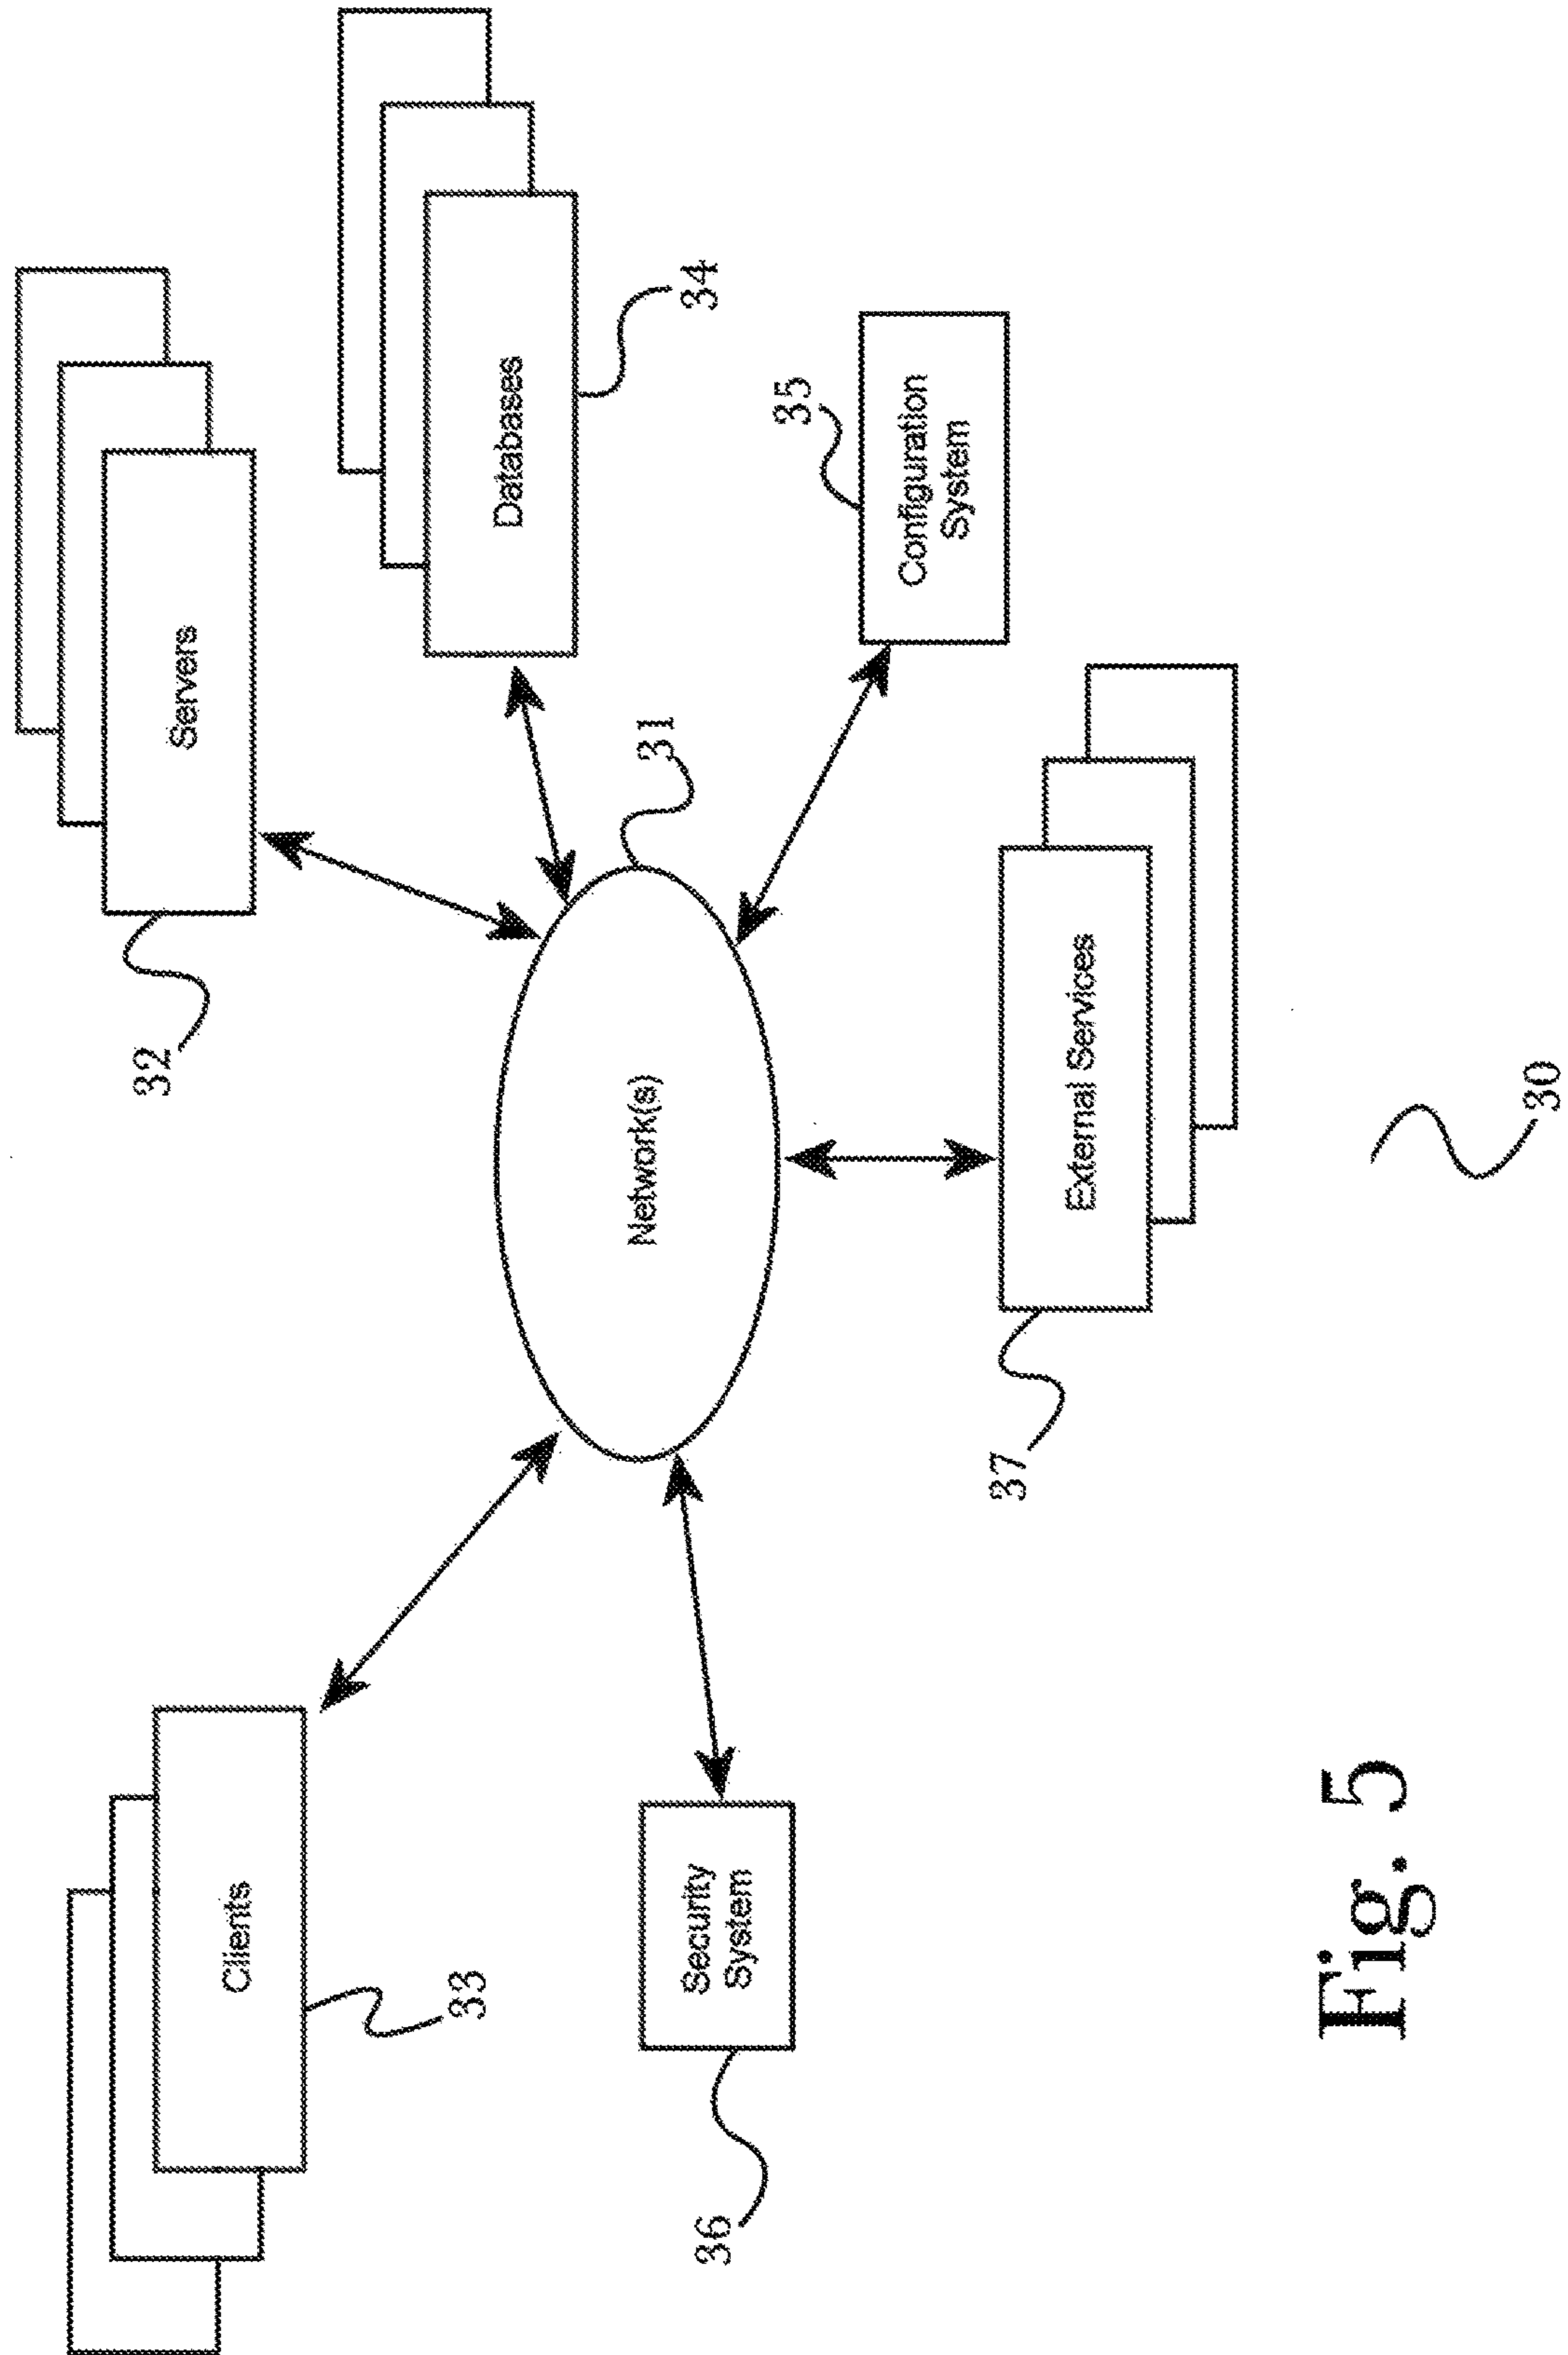 Clients
33
Servers
32
Databases
34
Network(s)
31
Security
System
36
Configuration
System
35
External Services
37
30
Fig. 5